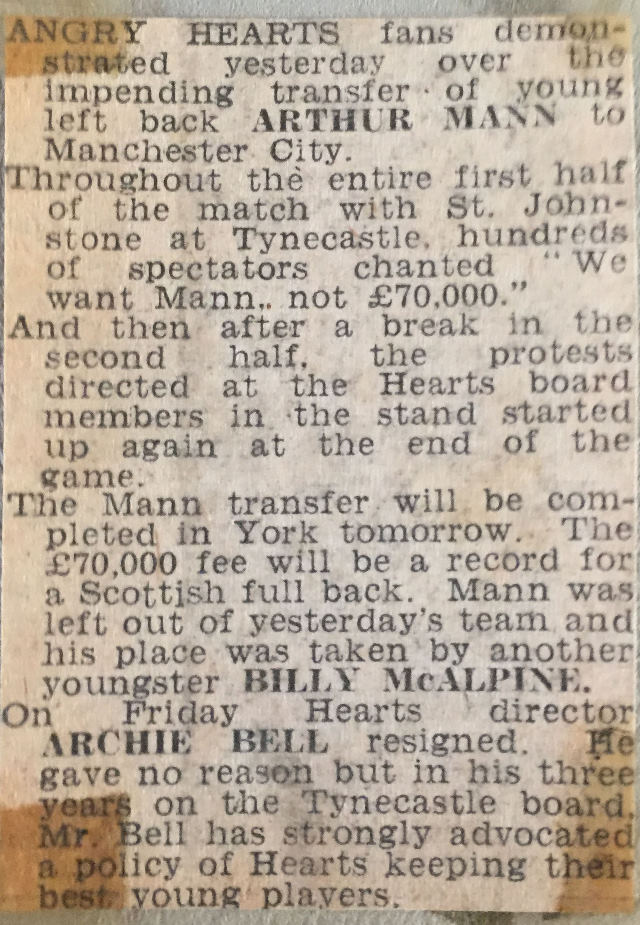 ANGRY HEARTS fans demon-
strated yesterday over the
impending transfer of young
left back ARTHUR MANN to
Manchester City.
Throughout the entire first half
of the match with St. John-
stone at Tynecastle, hundreds
of spectators chanted "We
want Mann,. not £70,000."
And then after a break in the
second half, the protests
directed at the Hearts board
members in the stand started
up again at the end of the
game.
The Mann transfer will be com-
pleted in York tomorrow. The
£70,000 fee will be a record for
a Scottish full back. Mann was
left out of yesterday's team and
his place was taken by another
youngster BILLY McALPINE.
On Friday Hearts director
ARCHIE BELL resigned. He
gave no reason but in his three
years on the Tynecastle board,
Mr. Bell has strongly advocated
a policy of Hearts keeping their
best young players.